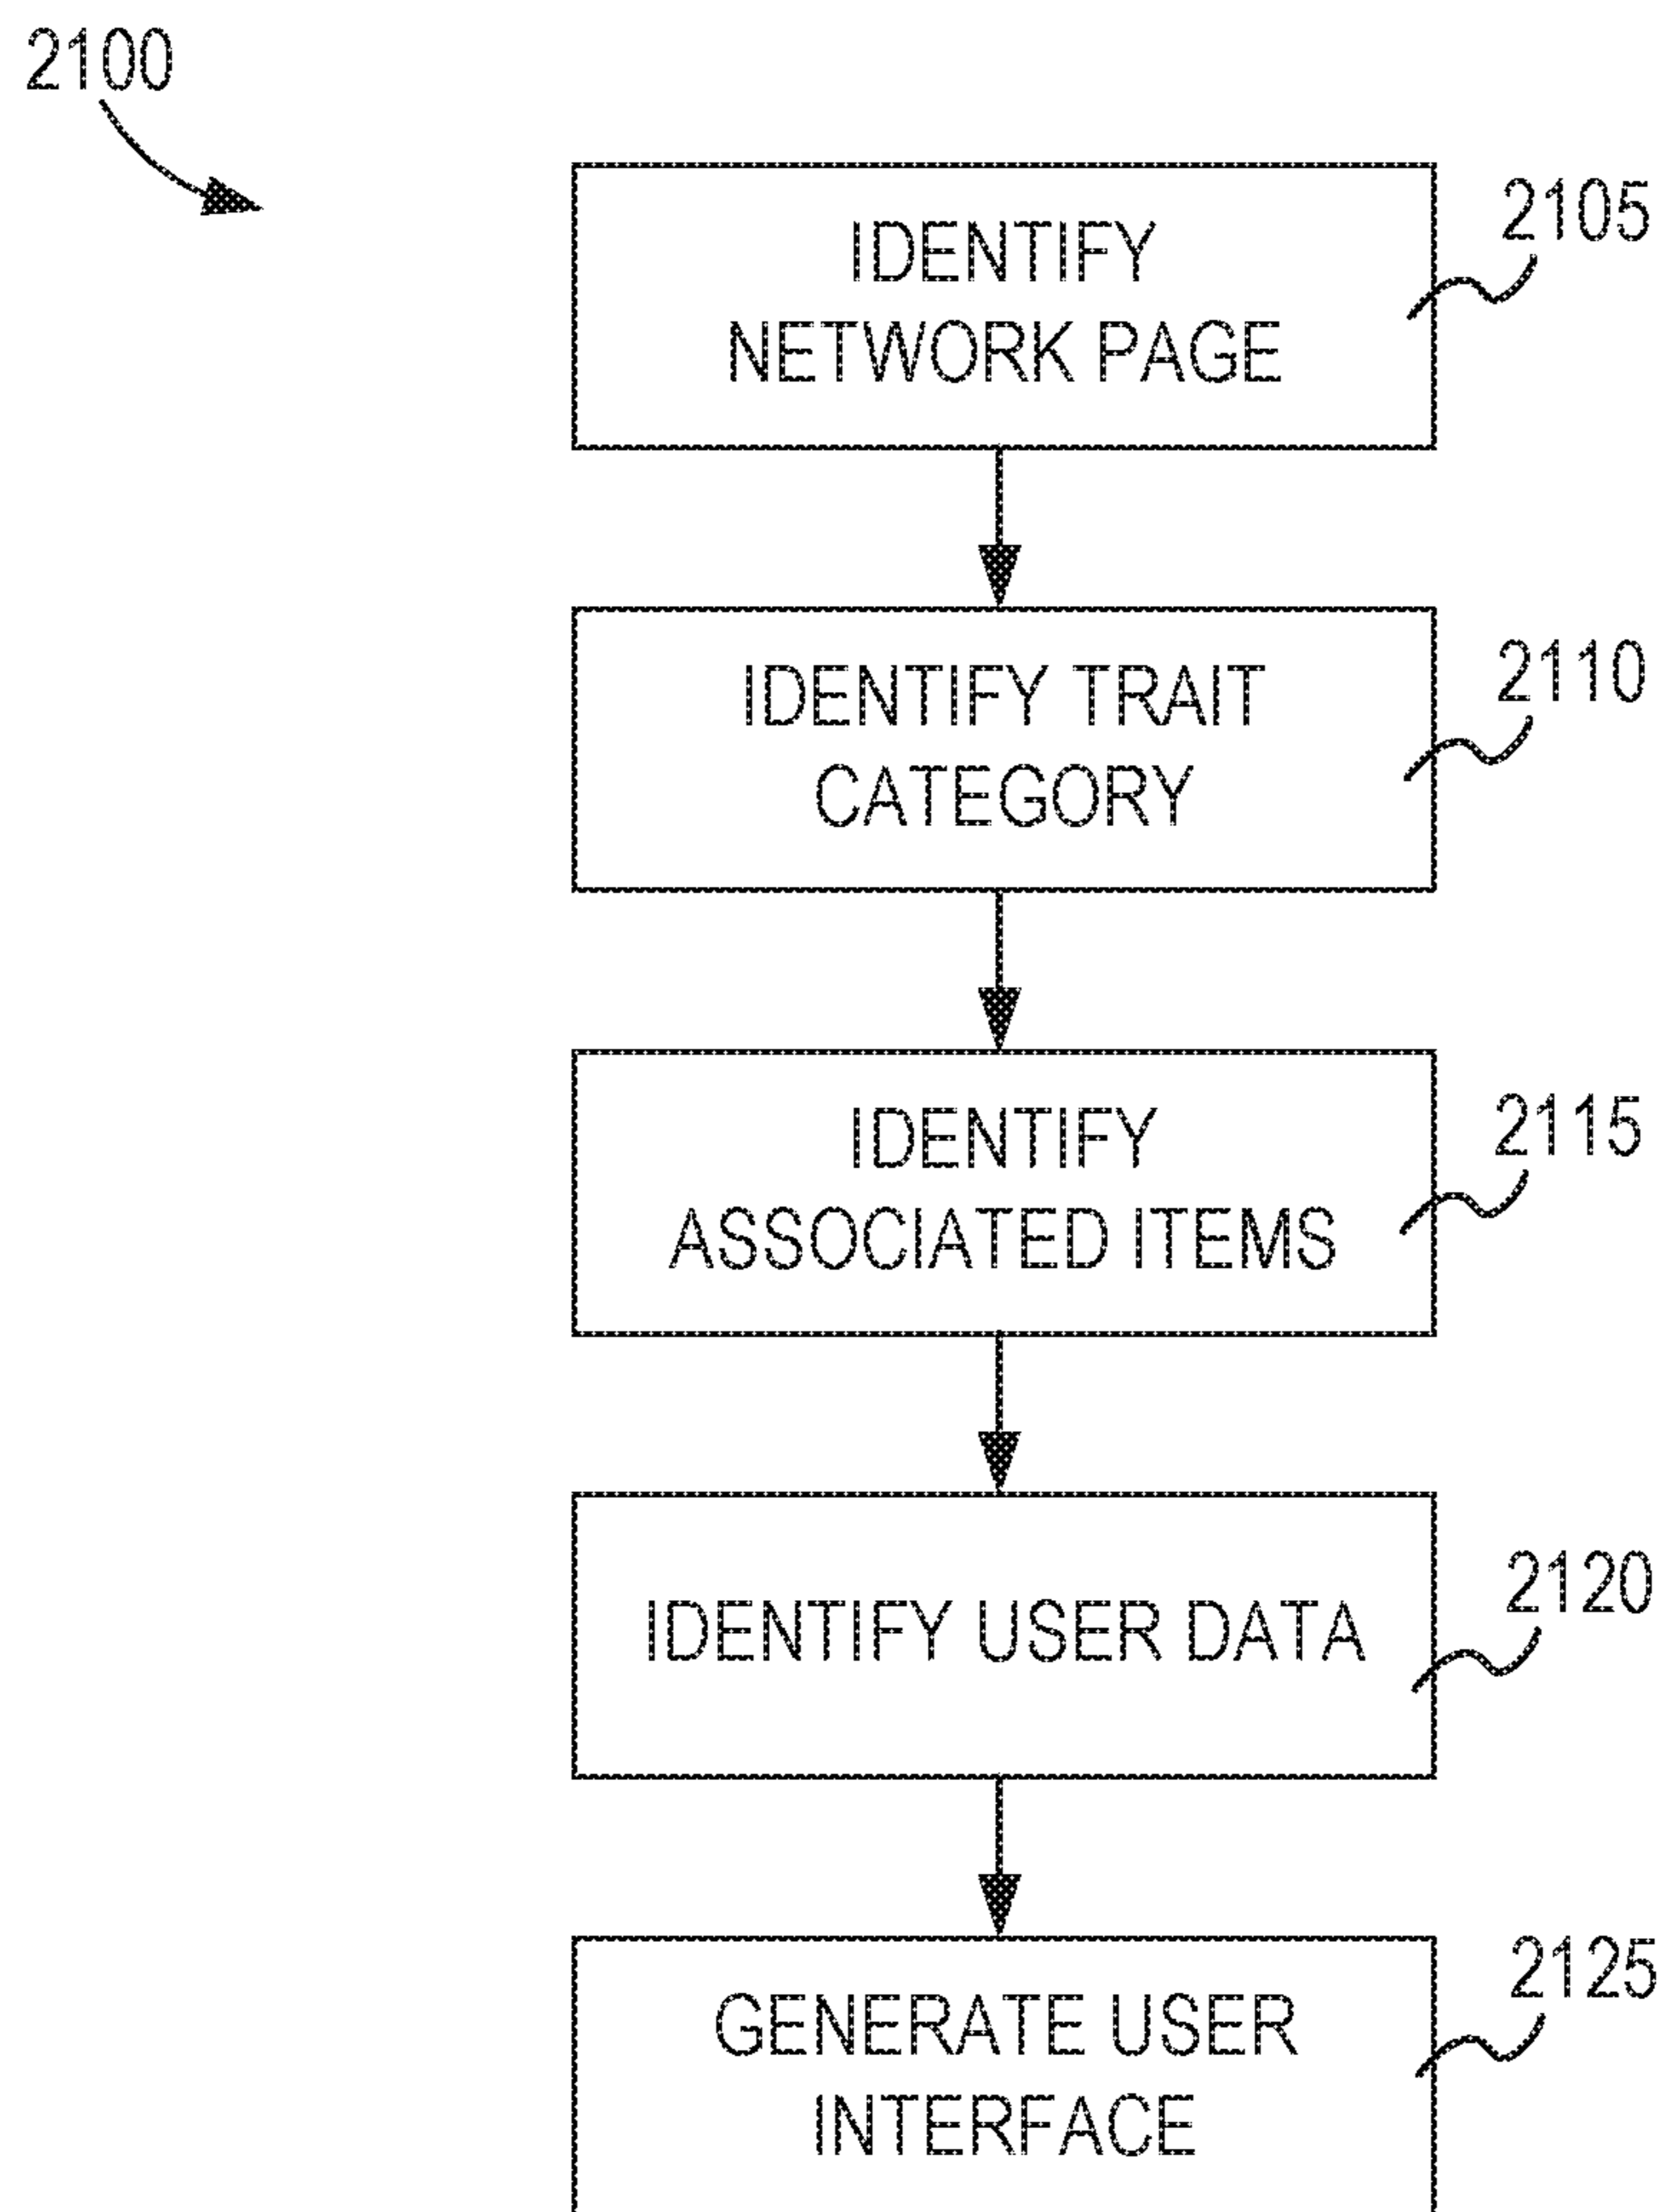 2100
IDENTIFY
NETWORK PAGE
2105
IDENTIFY TRAIT
CATEGORY
2110
IDENTIFY
ASSOCIATED ITEMS
2115
IDENTIFY USER DATA
2120
GENERATE USER
INTERFACE
2125